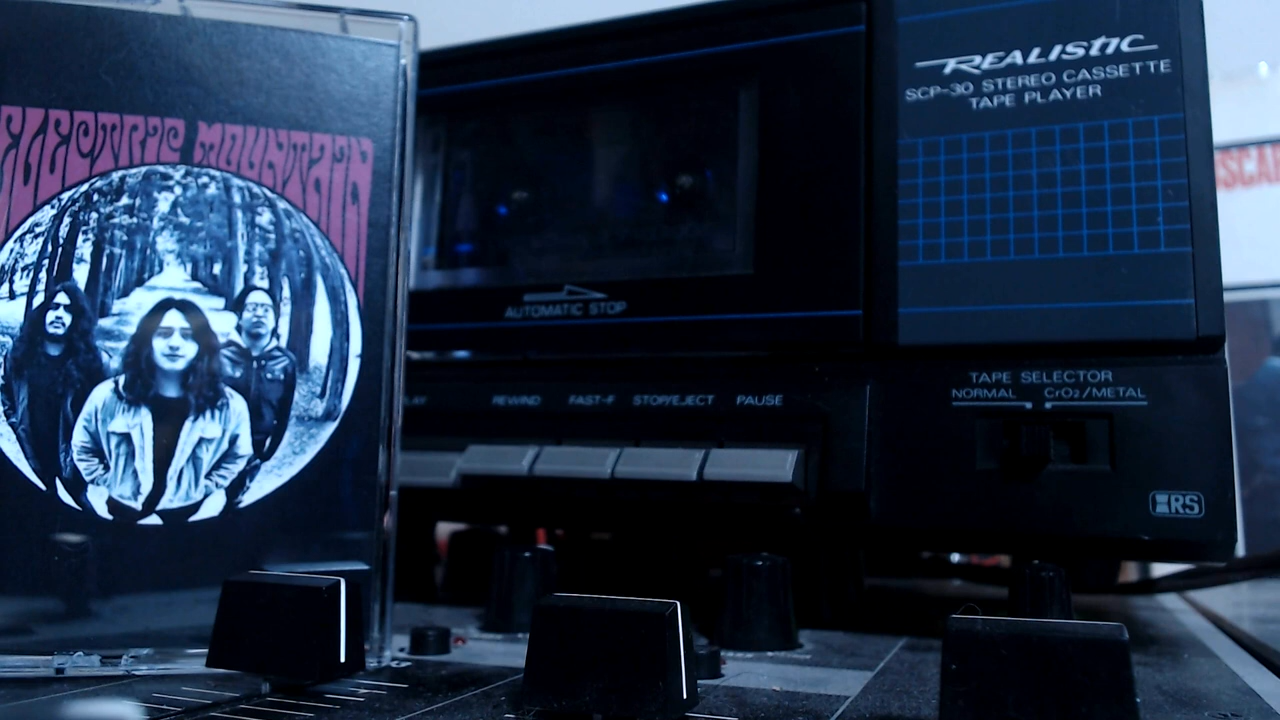 ELECTRIC MOUNTAIN
REALISTIC
SCP-30 STEREO CASSETTE
TAPE PLAYER
AUTOMATIC STOP
REWIND FAST-F STOP/EJECT PAUSE
TAPE SELECTOR
NORMAL CrO2/METAL
RS